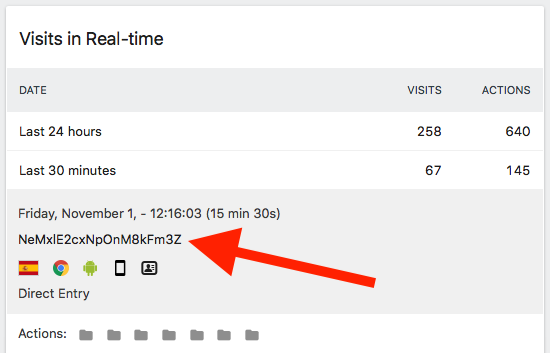 Visits in Real-time
DATE VISITS ACTIONS
Last 24 hours 258 640
Last 30 minutes 67 145
Friday, November 1, - 12:16:03 (15 min 30s)
NeMxlE2cxNpOnM8kFm3Z
Direct Entry
Actions: